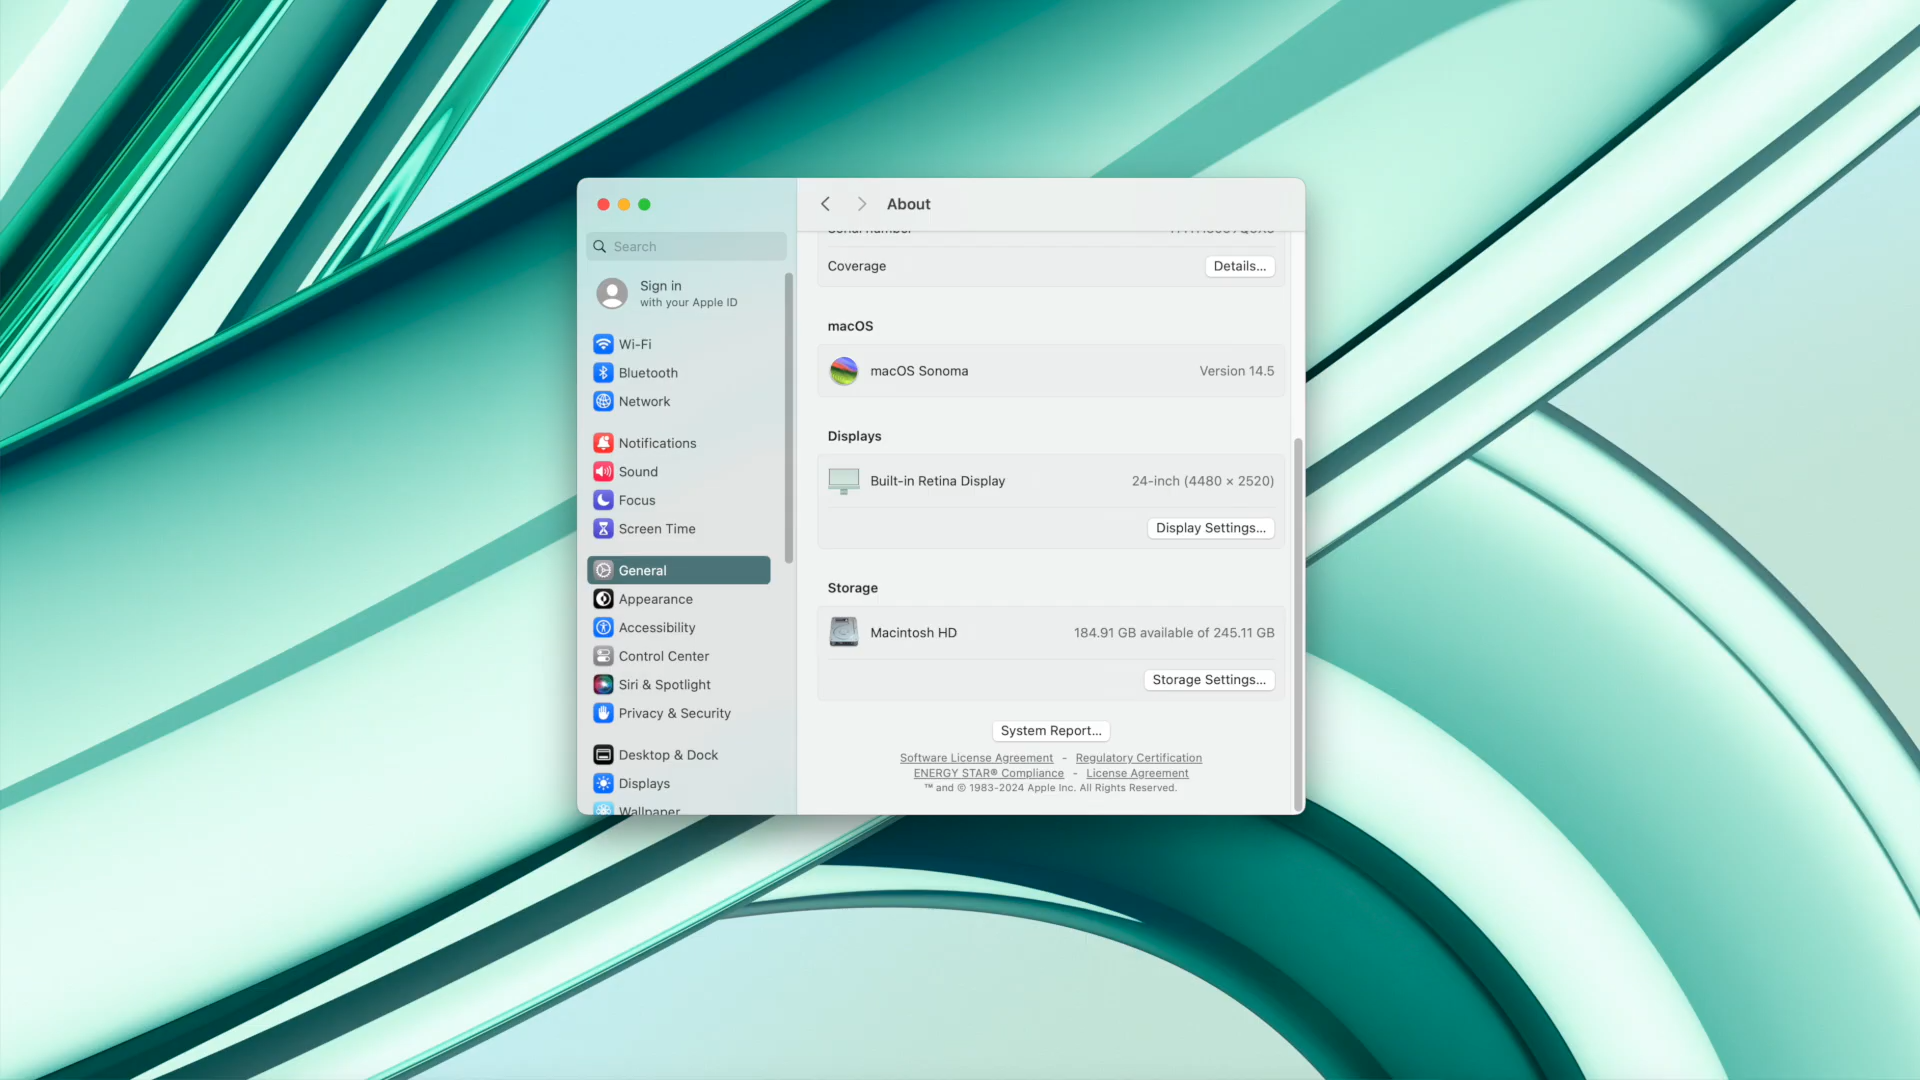 About
Search
Sign in
with your Apple ID
Wi-Fi
Bluetooth
Network
Notifications
Sound
Focus
Screen Time
General
Appearance
Accessibility
Control Center
Siri & Spotlight
Privacy & Security
Desktop & Dock
Displays
Wallpaper
Serial number
Coverage Details...
macOS
macOS Sonoma Version 14.5
Displays
Built-in Retina Display 24-inch (4480 × 2520)
Display Settings...
Storage
Macintosh HD 184.91 GB available of 245.11 GB
Storage Settings...
System Report...
Software License Agreement - Regulatory Certification
ENERGY STAR® Compliance - License Agreement
™ and © 1983-2024 Apple Inc. All Rights Reserved.